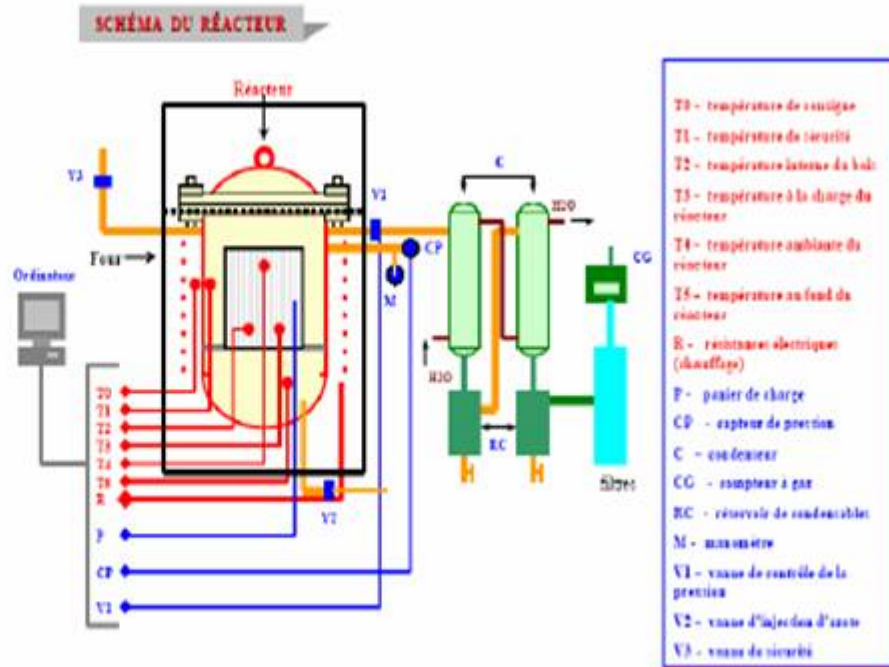 SCHÉMA DU RÉACTEUR
Réacteur
V3
V1
C
H2O
Four
CP
CG
M
Ordinateur
H2O
T0
T1
T2
T3
T4
T5
R
RC
filtres
V2
P
CP
V1
T0 - température de consigne
T1 - température de sécurité
T2 - température interne du bois
T3 - température à la charge du
réacteur
T4 - température ambiante du
réacteur
T5 - température au fond du
réacteur
R - résistances électriques
(chauffage)
P - panier de charge
CP - capteur de pression
C - condenseur
CG - compteur à gaz
RC - réservoir de condensables
M - manomètre
V1 - vanne de contrôle de la
pression
V2 - vanne d'injection d'azote
V3 - vanne de sécurité